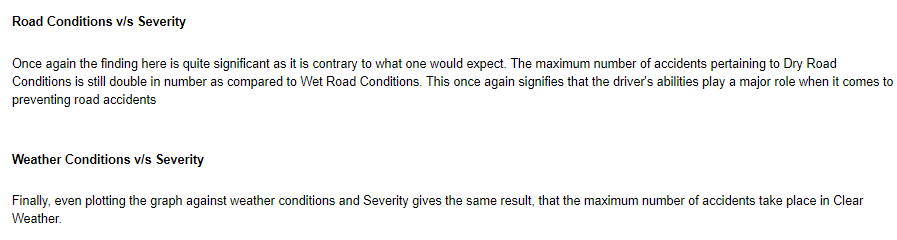 Road Conditions v/s Severity
Once again the finding here is quite significant as it is contrary to what one would expect. The maximum number of accidents pertaining to Dry Road
Conditions is still double in number as compared to Wet Road Conditions. This once again signifies that the driver's abilities play a major role when it comes to
preventing road accidents
Weather Conditions v/s Severity
Finally, even plotting the graph against weather conditions and Severity gives the same result, that the maximum number of accidents take place in Clear
Weather.